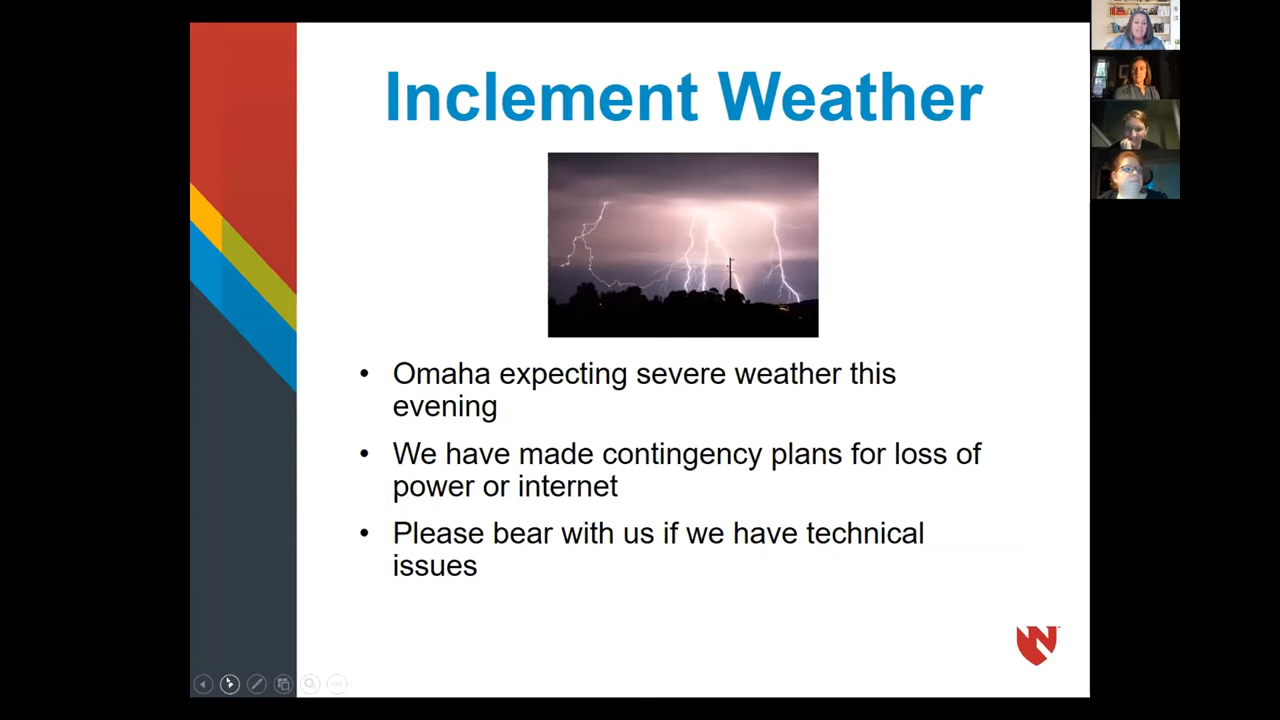 Inclement Weather
• Omaha expecting severe weather this
evening
• We have made contingency plans for loss of
power or internet
• Please bear with us if we have technical
issues